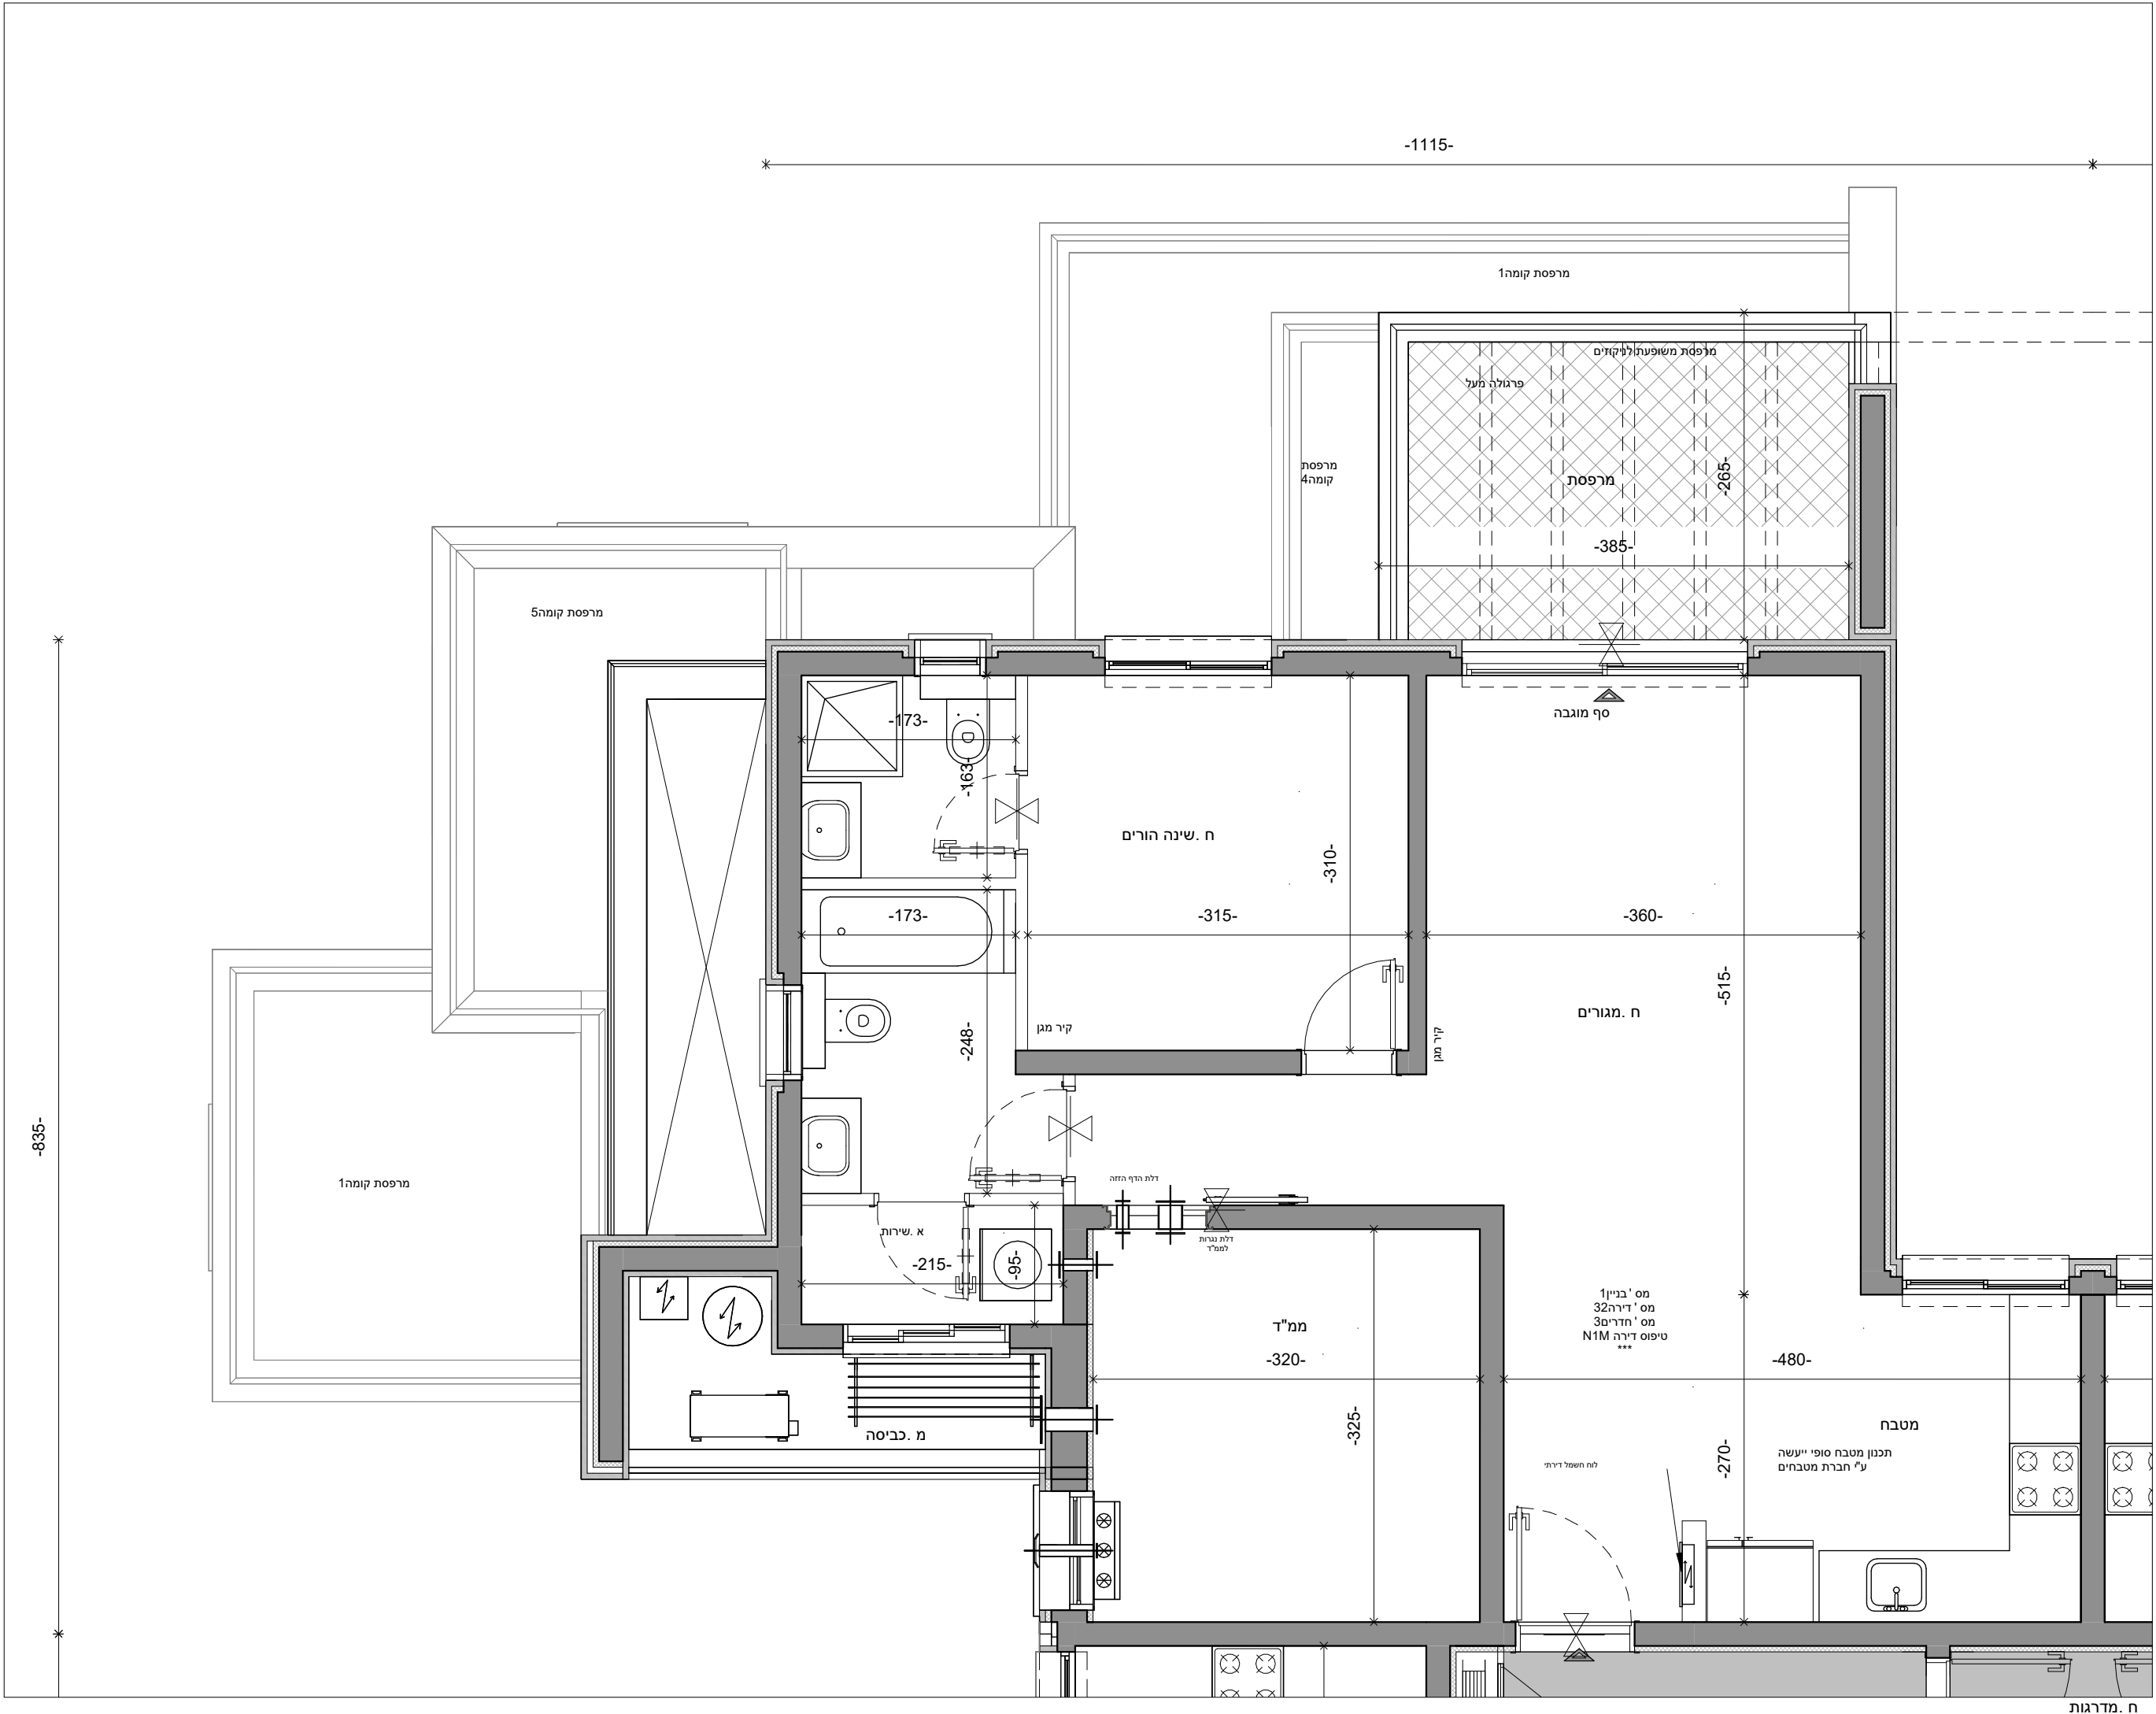 -1115-
מרפסת קומה1
מרפסת משופעת לניקוזים
פרגולה מעל
מרפסת
קומה4
מרפסת
-265-
-385-
מרפסת קומה5
סף מוגבה
-173-
-163-
ח .שינה הורים
-310-
-173-
-315-
-360-
-515-
ח .מגורים
קיר מגן
קיר מגן
-248-
-835-
מרפסת קומה1
דלת הדף הזזה
א .שירות
דלת נגרות
לממ"ד
-215-
-95-
מס ' בניין1
מס ' דירה32
מס ' חדרים3
טיפוס דירה N1M
***
ממ"ד
-320-
-480-
-325-
מ .כביסה
מטבח
-270-
תכנון מטבח סופי ייעשה
ע"י חברת מטבחים
לוח חשמל דירתי
ח .מדרגות